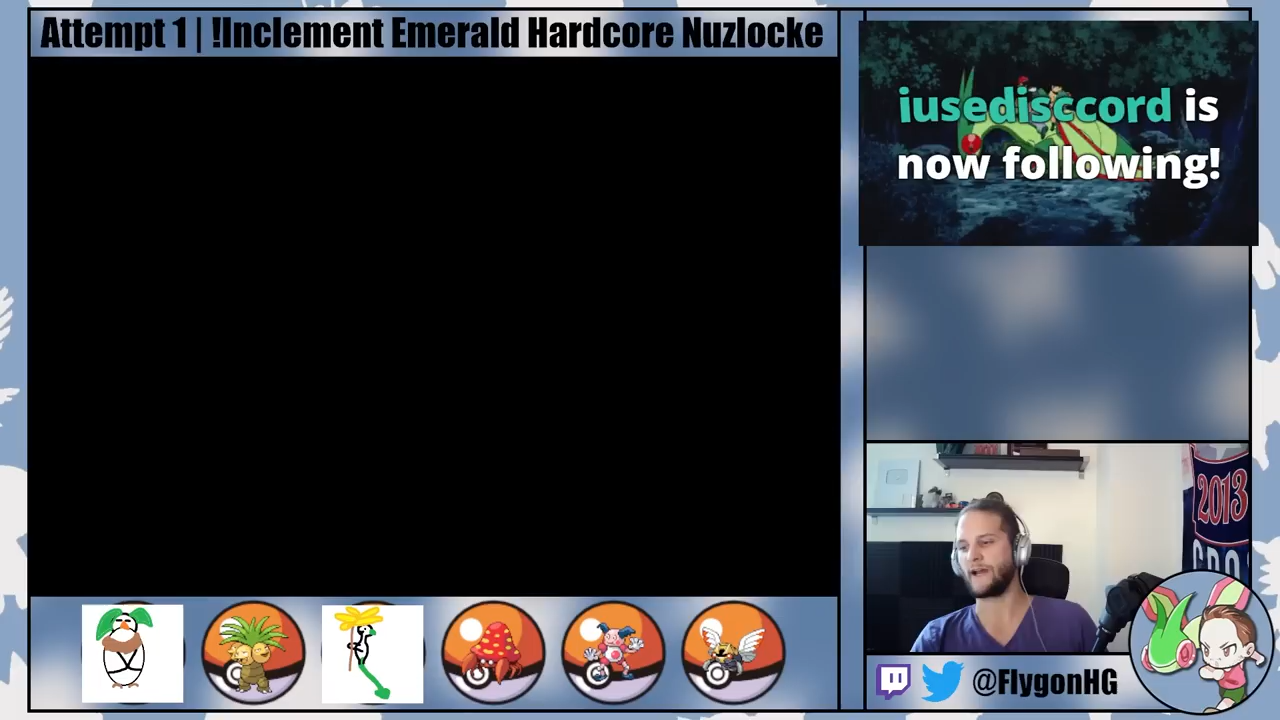 Attempt 1 | !Inclement Emerald Hardcore Nuzlocke
iusedisccord is
now following!
2013
@FlygonHG